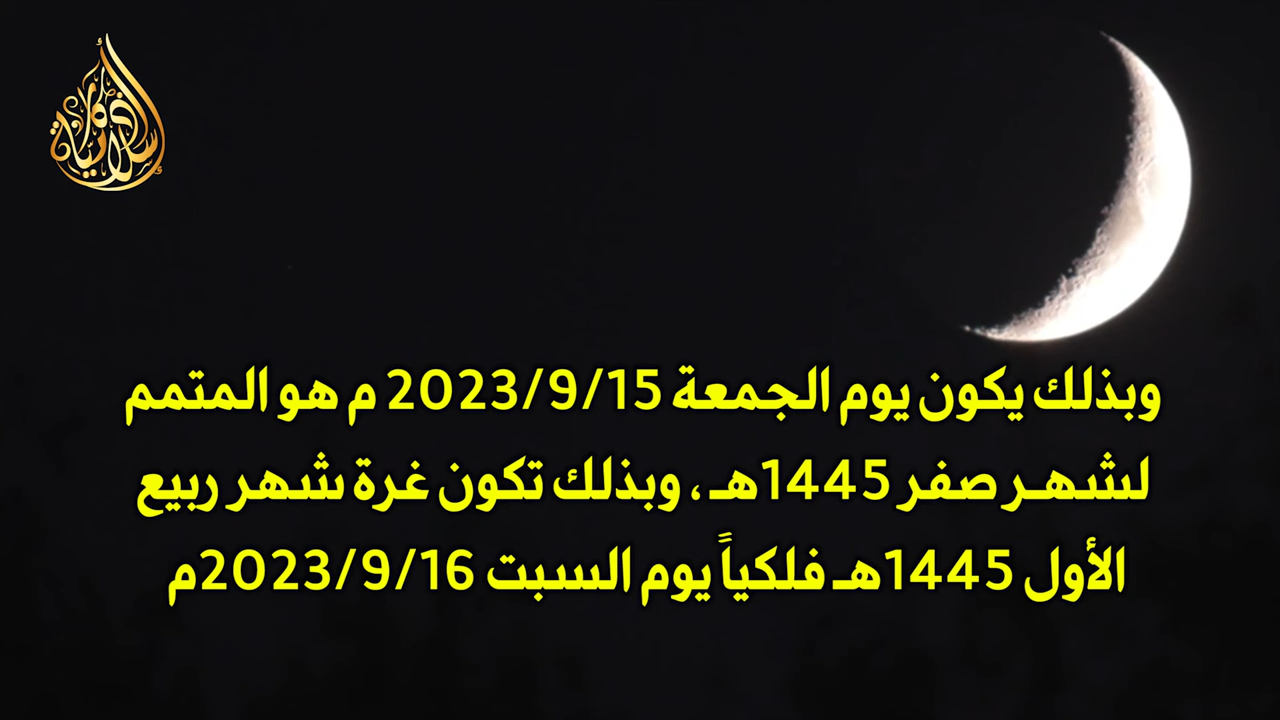 وبذلك يكون يوم الجمعة 2023/9/15 م هو المتمم
لشهر صفر 1445هـ ، وبذلك تكون غرة شهر ربيع
الأول 1445هـ فلكياً يوم السبت 2023/9/16م